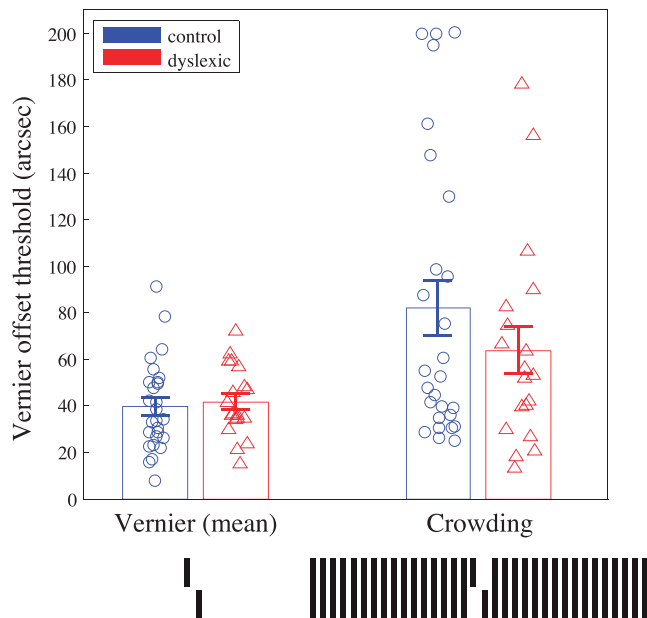 control
dyslexic
Vernier offset threshold (arcsec)
200
180
160
140
120
100
80
60
40
20
0
Vernier (mean)
Crowding